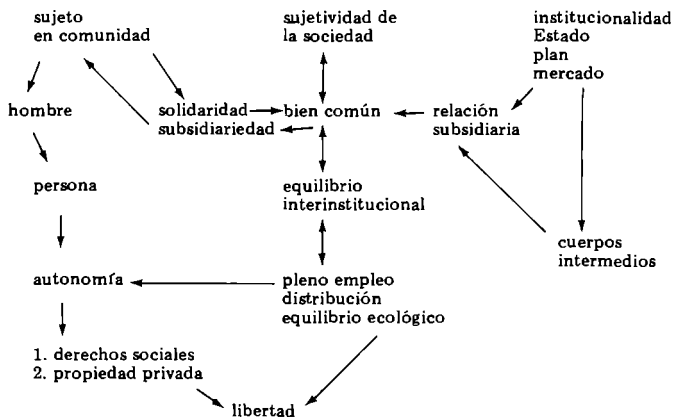 sujeto
en comunidad
sujetividad de
la sociedad
institucionalidad
Estado
plan
mercado
hombre
solidaridad
subsidiariedad
bien común
relación
subsidiaria
persona
equilibrio
interinstitucional
cuerpos
intermedios
autonomía
pleno empleo
distribución
equilibrio ecológico
1. derechos sociales
2. propiedad privada
libertad